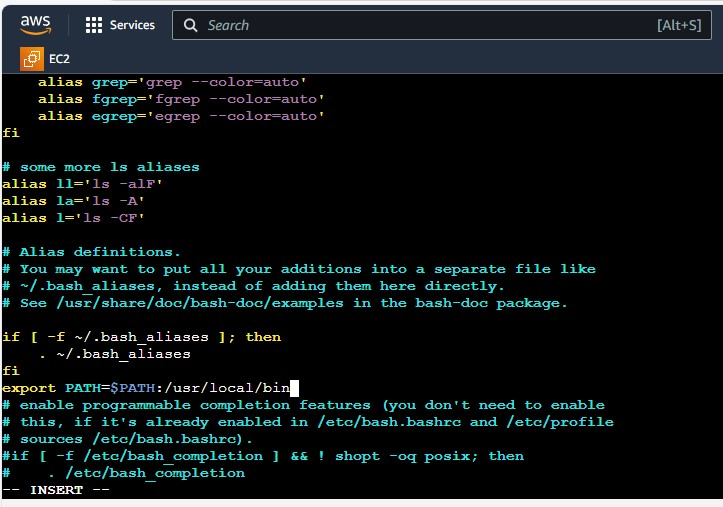 aws
Services
Search
[Alt+S]
EC2
    alias grep='grep --color=auto'
    alias fgrep='fgrep --color=auto'
    alias egrep='egrep --color=auto'
fi
# some more ls aliases
alias ll='ls -alF'
alias la='ls -A'
alias l='ls -CF'
# Alias definitions.
# You may want to put all your additions into a separate file like
# ~/.bash_aliases, instead of adding them here directly.
# See /usr/share/doc/bash-doc/examples in the bash-doc package.
if [ -f ~/.bash_aliases ]; then
    . ~/.bash_aliases
fi
export PATH=$PATH:/usr/local/bin
# enable programmable completion features (you don't need to enable
# this, if it's already enabled in /etc/bash.bashrc and /etc/profile
# sources /etc/bash.bashrc).
#if [ -f /etc/bash_completion ] && ! shopt -oq posix; then
#    . /etc/bash_completion
-- INSERT --